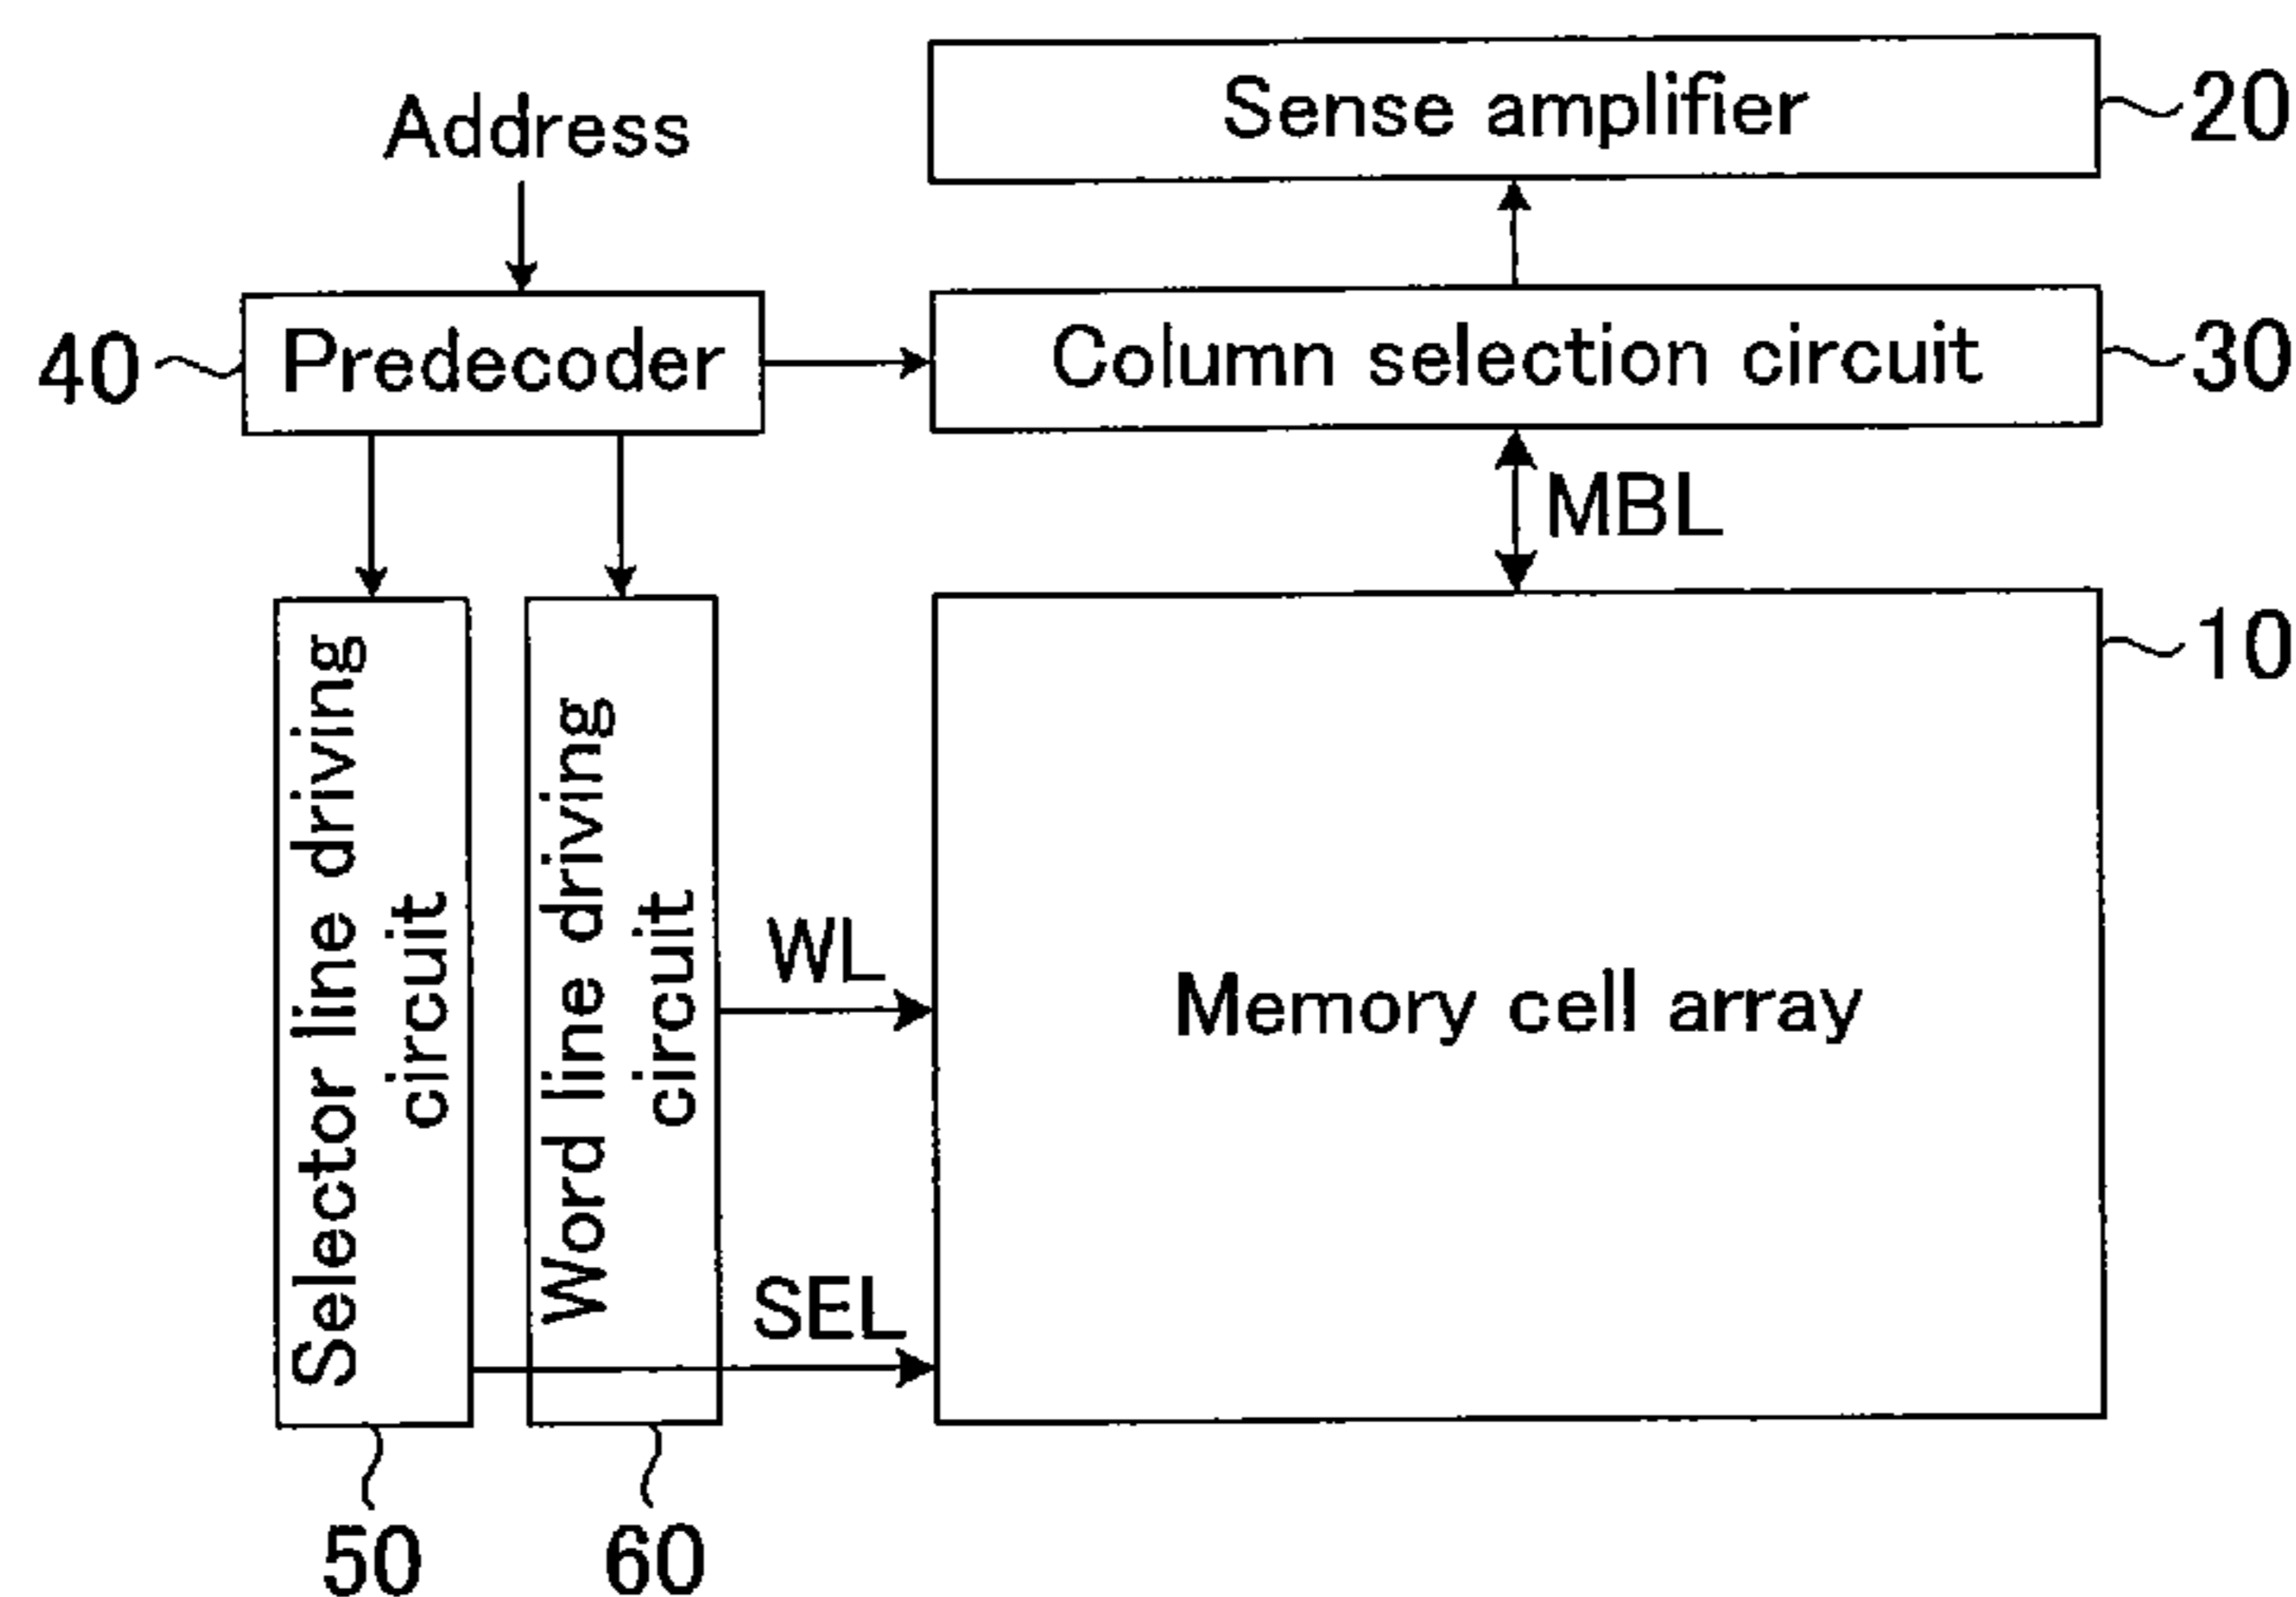 Sense amplifier
20
Address
40
Predecoder
Column selection circuit
30
MBL
10
Selector line driving
circuit
Word line driving
circuit
WL
SEL
Memory cell array
50
60